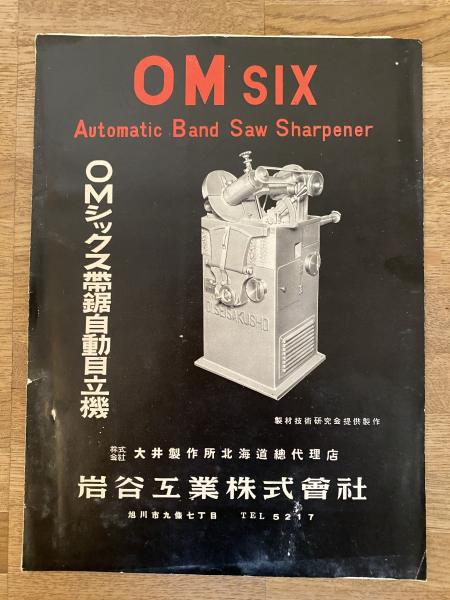 OM SIX
Automatic Band Saw Sharpener
OMシックス帯鋸自動目立機
製材技術研究会提供製作
株式会社 大井製作所北海道總代理店
岩谷工業株式會社
旭川市九條七丁目 TEL 5217